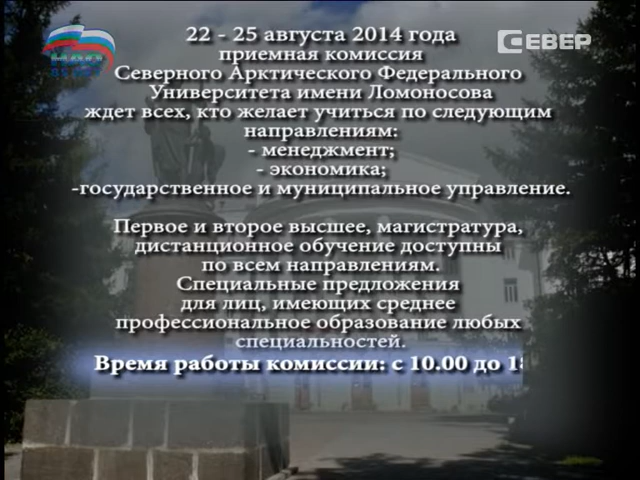 СЕВЕР
22 - 25 августа 2014 года
приемная комиссия
Северного Арктического Федерального
Университета имени Ломоносова
ждет всех, кто желает учиться по следующим
направлениям:
- менеджмент;
- экономика;
-государственное и муниципальное управление.
Первое и второе высшее, магистратура,
дистанционное обучение доступны
по всем направлениям.
Специальные предложения
для лиц, имеющих среднее
профессиональное образование любых
специальностей.
Время работы комиссии: с 10.00 до